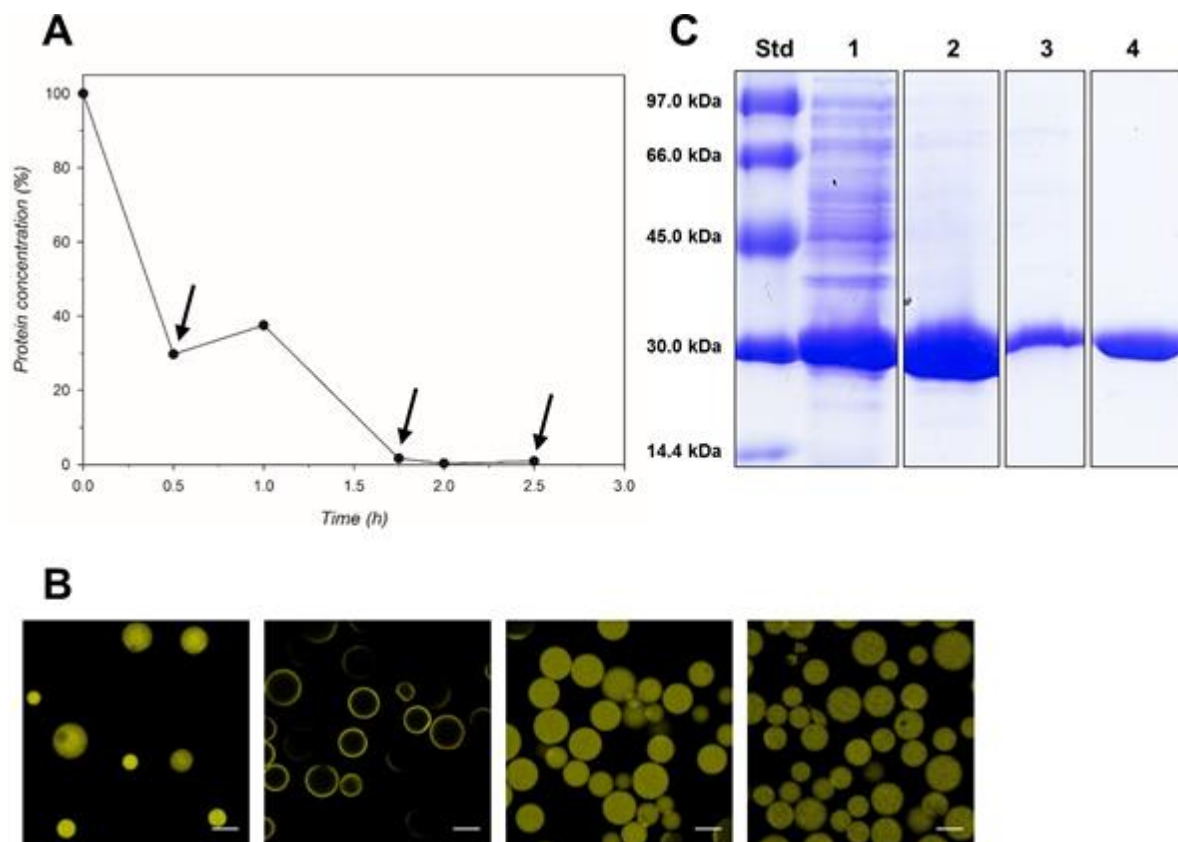 A
Protein concentration (%)
100
80
60
40
20
0
0.0 0.5 1.0 1.5 2.0 2.5 3.0
Time (h)
C
Std 1 2 3 4
97.0 kDa
66.0 kDa
45.0 kDa
30.0 kDa
14.4 kDa
B